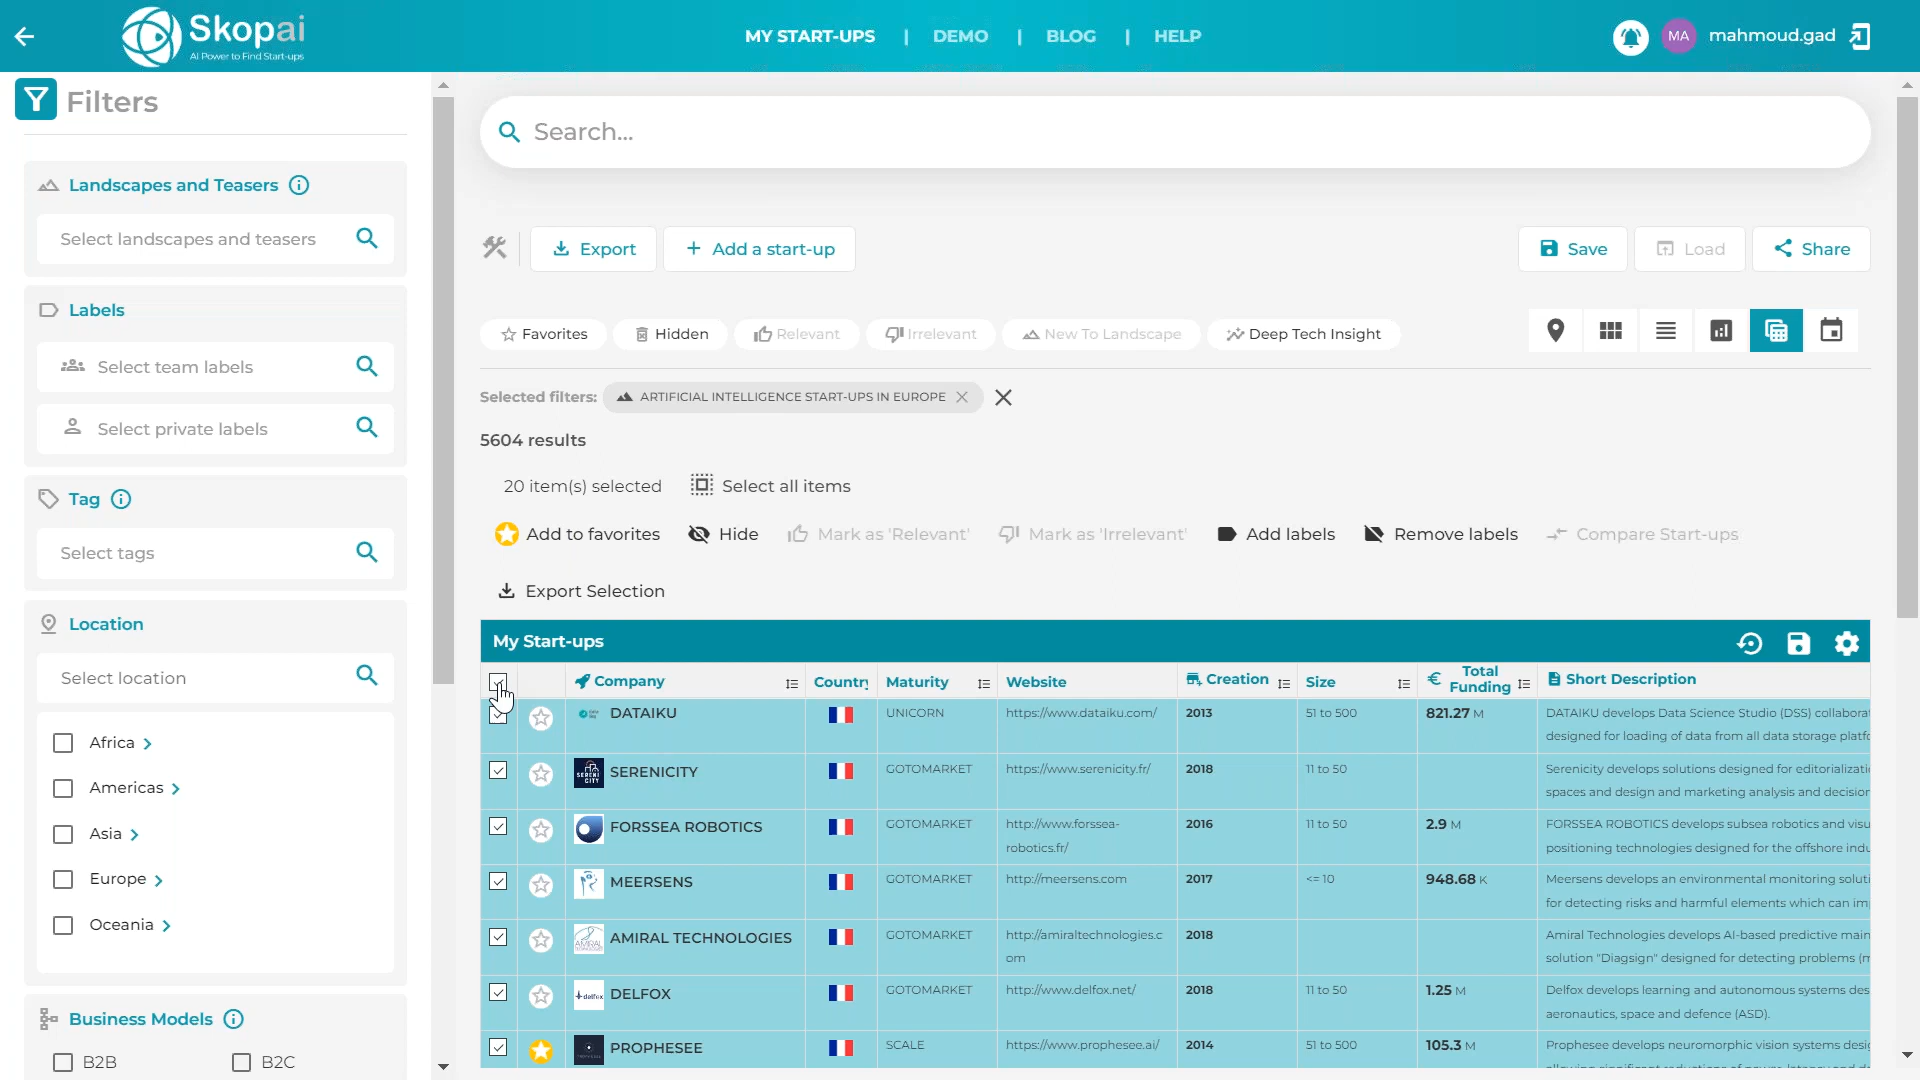 Skopai
AI Power to Find Start-ups
MY START-UPS | DEMO | BLOG | HELP
MA mahmoud.gad
Filters
Landscapes and Teasers
Select landscapes and teasers
Labels
Select team labels
Select private labels
Tag
Select tags
Location
Select location
Africa
Americas
Asia
Europe
Oceania
Business Models
B2B B2C
Search...
Export
+ Add a start-up
Save
Load
Share
Favorites
Hidden
Relevant
Irrelevant
New To Landscape
Deep Tech Insight
Selected filters: ARTIFICIAL INTELLIGENCE START-UPS IN EUROPE
5604 results
20 item(s) selected
Select all items
Add to favorites
Hide
Mark as 'Relevant'
Mark as 'Irrelevant'
Add labels
Remove labels
Compare Start-ups
Export Selection
My Start-ups
Company Country Maturity Website Creation Size € Total Funding Short Description
DATAIKU UNICORN https://www.dataiku.com/ 2013 51 to 500 821.27 M DATAIKU develops Data Science Studio (DSS) collabora
designed for loading of data from all data storage platfo
SERENICITY GOTOMARKET https://www.serenicity.fr/ 2018 11 to 50 Serenicity develops solutions designed for editorializati
spaces and design and marketing analysis and decision
FORSSEA ROBOTICS GOTOMARKET http://www.forssea- 2016 11 to 50 2.9 M FORSSEA ROBOTICS develops subsea robotics and visu
robotics.fr/ positioning technologies designed for the offshore indu
MEERSENS GOTOMARKET http://meersens.com 2017 <= 10 948.68 K Meersens develops an environmental monitoring soluti
for detecting risks and harmful elements which can im
AMIRAL TECHNOLOGIES GOTOMARKET http://amiraltechnologies.c 2018 Amiral Technologies develops AI-based predictive main
om solution "Diagsign" designed for detecting problems (m
DELFOX GOTOMARKET http://www.delfox.net/ 2018 11 to 50 1.25 M Delfox develops learning and autonomous systems des
aeronautics, space and defence (ASD).
PROPHESEE SCALE https://www.prophesee.ai/ 2014 51 to 500 105.3 M Prophesee develops neuromorphic vision systems desig